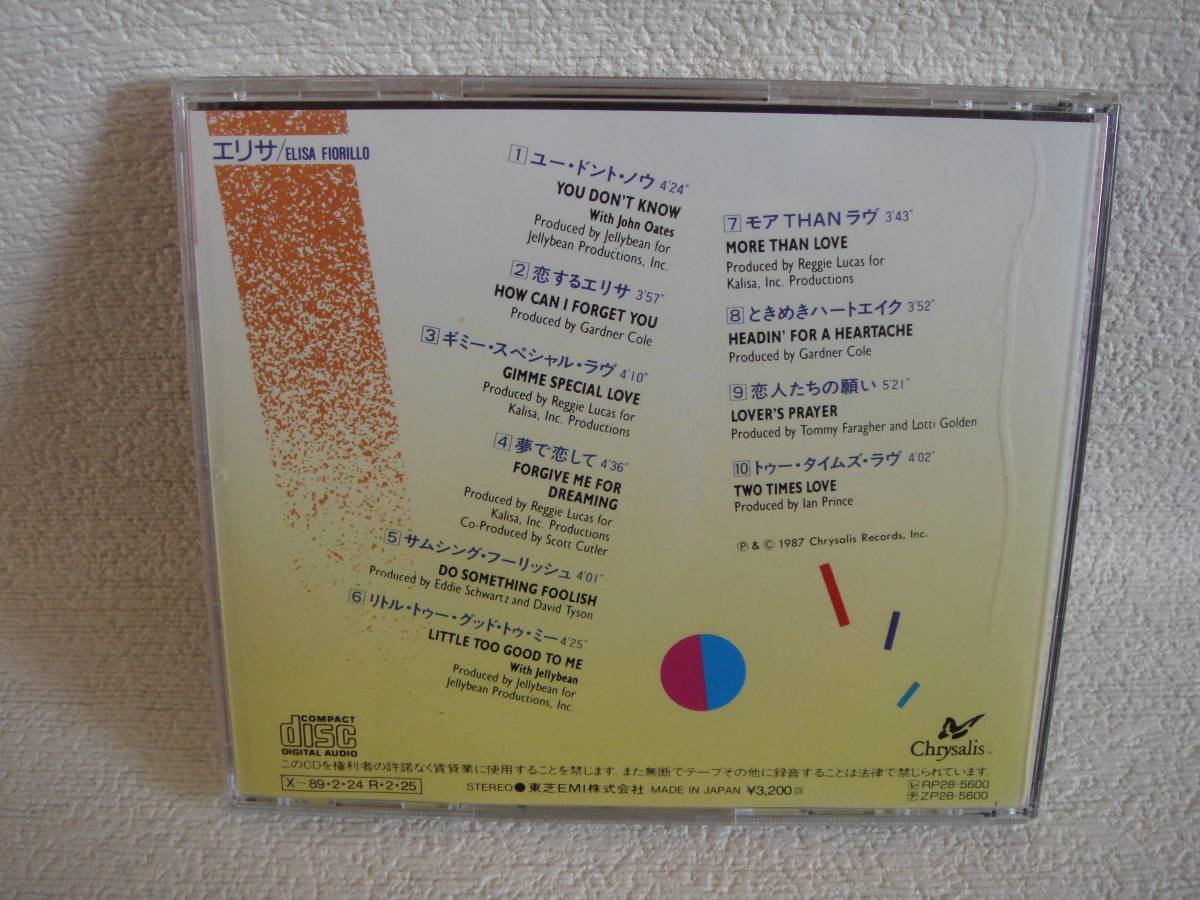 エリサ/ELISA FIORILLO
1 ユー・ドント・ノウ 4'24"
YOU DON'T KNOW
With John Oates
Produced by Jellybean for
Jellybean Productions, Inc.
2 恋するエリサ 3'57"
HOW CAN I FORGET YOU
Produced by Gardner Cole
3 ギミー・スペシャル・ラヴ 4'10"
GIMME SPECIAL LOVE
Produced by Reggie Lucas for
Kalisa, Inc. Productions
4 夢で恋して 4'36"
FORGIVE ME FOR
DREAMING
Produced by Reggie Lucas for
Kalisa, Inc. Productions
Co-Produced by Scott Cutler
5 サムシング・フーリッシュ 4'01"
DO SOMETHING FOOLISH
Produced by Eddie Schwartz and David Tyson
6 リトル・トゥー・グッド・トゥ・ミー 4'25"
LITTLE TOO GOOD TO ME
With Jellybean
Produced by Jellybean for
Jellybean Productions, Inc.
7 モア THAN ラヴ 3'43"
MORE THAN LOVE
Produced by Reggie Lucas for
Kalisa, Inc. Productions
8 ときめきハートエイク 3'52"
HEADIN' FOR A HEARTACHE
Produced by Gardner Cole
9 恋人たちの願い 5'21"
LOVER'S PRAYER
Produced by Tommy Faragher and Lotti Golden
10 トゥー・タイムズ・ラヴ 4'02"
TWO TIMES LOVE
Produced by Ian Prince
℗ & © 1987 Chrysalis Records, Inc.
COMPACT
disc
DIGITAL AUDIO
Chrysalis
このCDを権利者の許諾なく賃貸業に使用することを禁じます。また無断でテープその他に録音することは法律で禁じられています。
X〜89・2・24 R・2・25
STEREO ● 東芝EMI株式会社 MADE IN JAPAN ¥3,200
レ RP28-5600
デ ZP28-5600